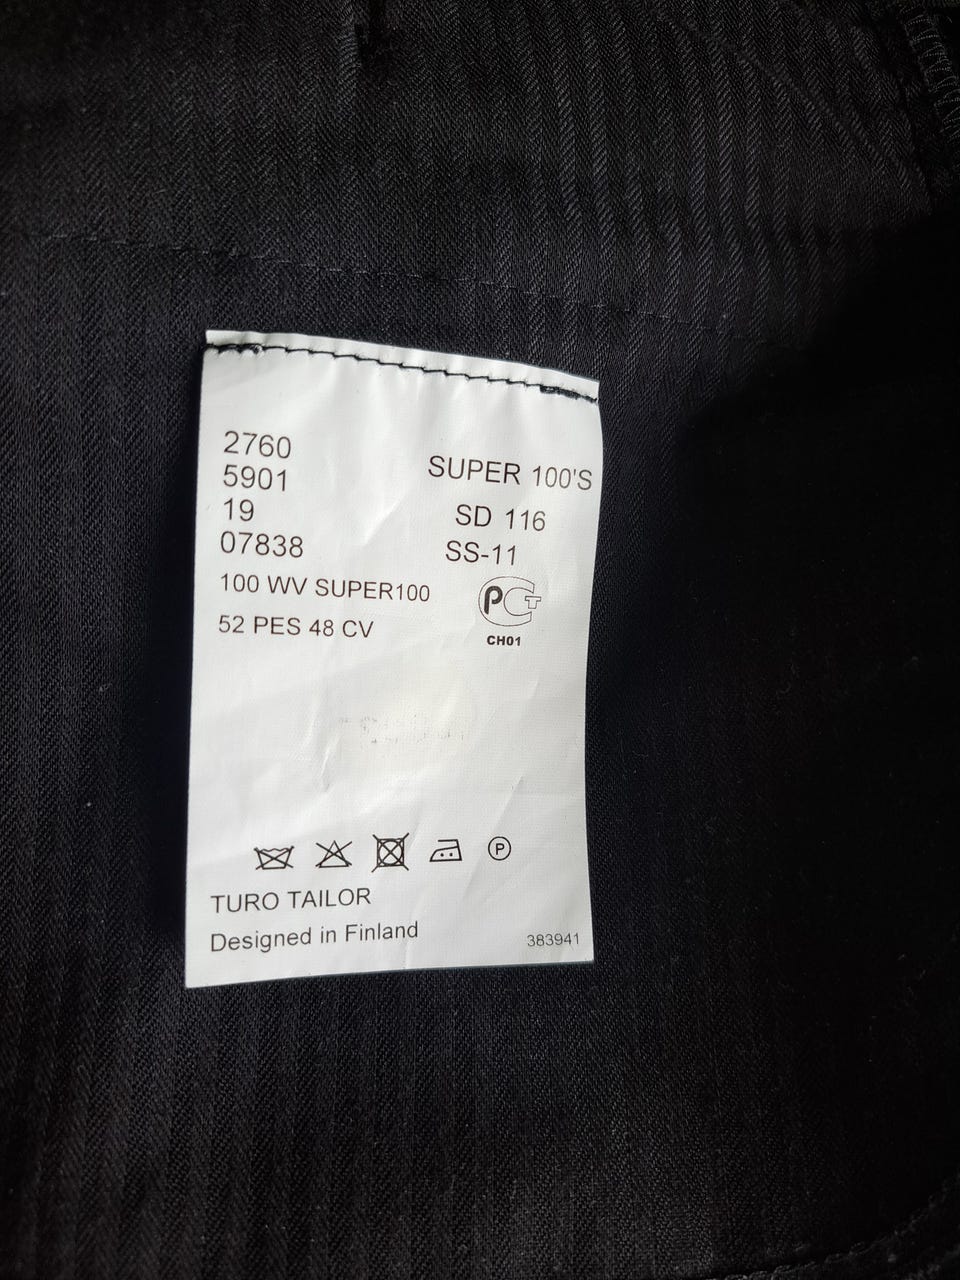 2760
5901
19
07838
SUPER 100'S
SD 116
SS-11
100 WV SUPER100
52 PES 48 CV
РСТ
CH01
P
TURO TAILOR
Designed in Finland
383941